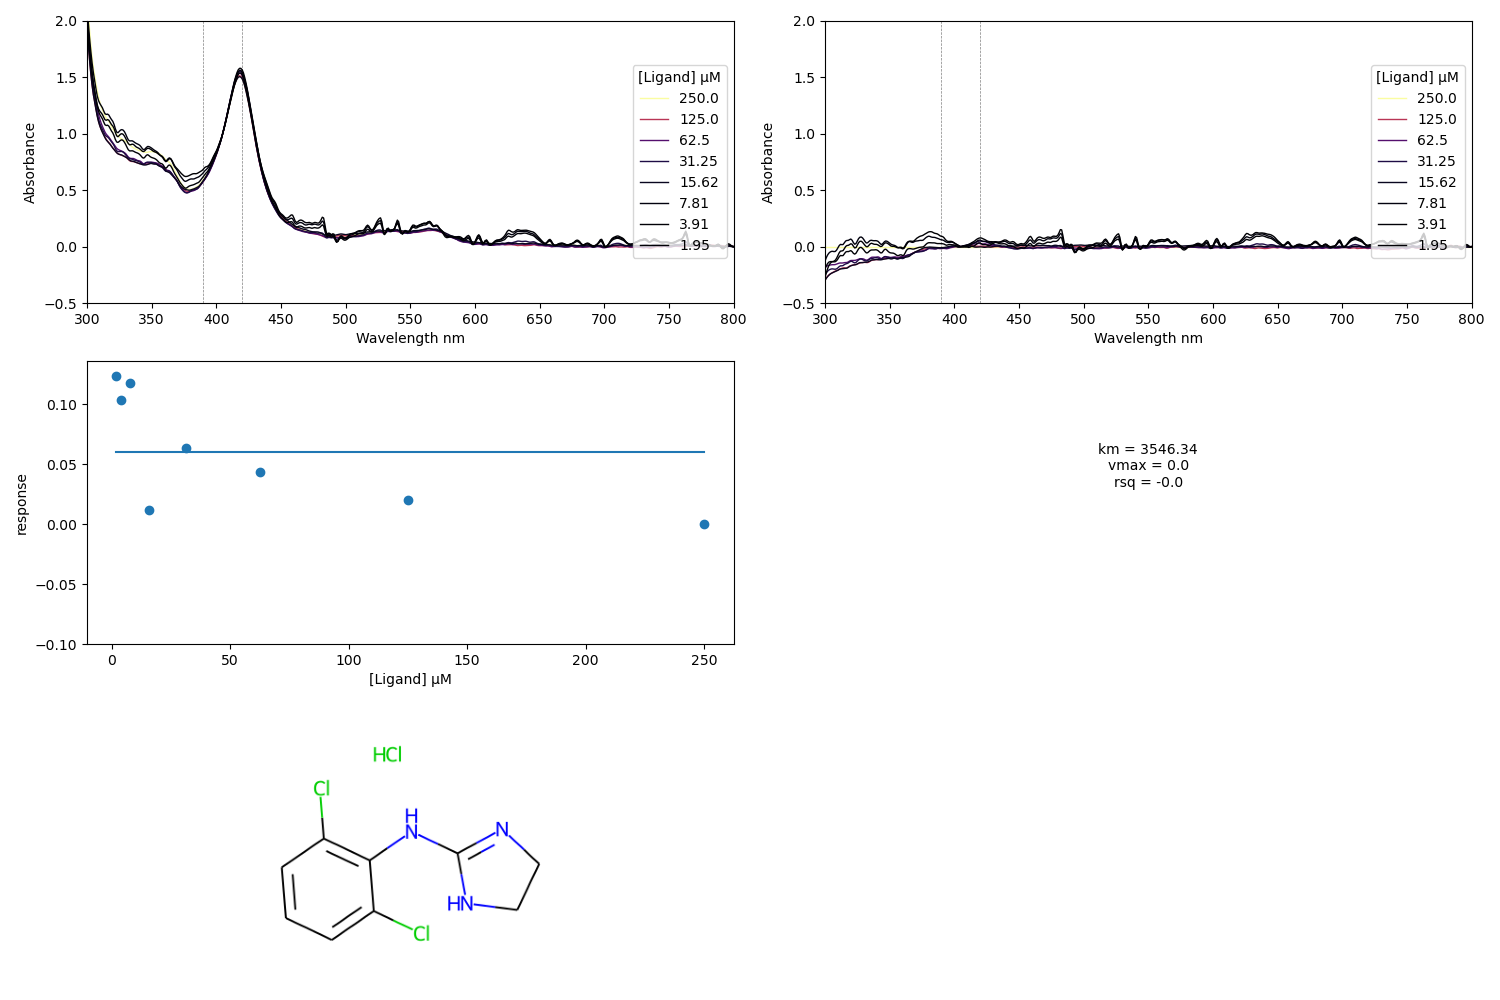 2.0
1.5
1.0
0.5
0.0
−0.5
Absorbance
300 350 400 450 500 550 600 650 700 750 800
Wavelength nm
[Ligand] µM
250.0
125.0
62.5
31.25
15.62
7.81
3.91
1.95
2.0
1.5
1.0
0.5
0.0
−0.5
Absorbance
300 350 400 450 500 550 600 650 700 750 800
Wavelength nm
[Ligand] µM
250.0
125.0
62.5
31.25
15.62
7.81
3.91
1.95
0.10
0.05
0.00
−0.05
−0.10
response
0 50 100 150 200 250
[Ligand] µM
km = 3546.34
vmax = 0.0
rsq = -0.0
HCl
Cl
H
N
N
HN
Cl